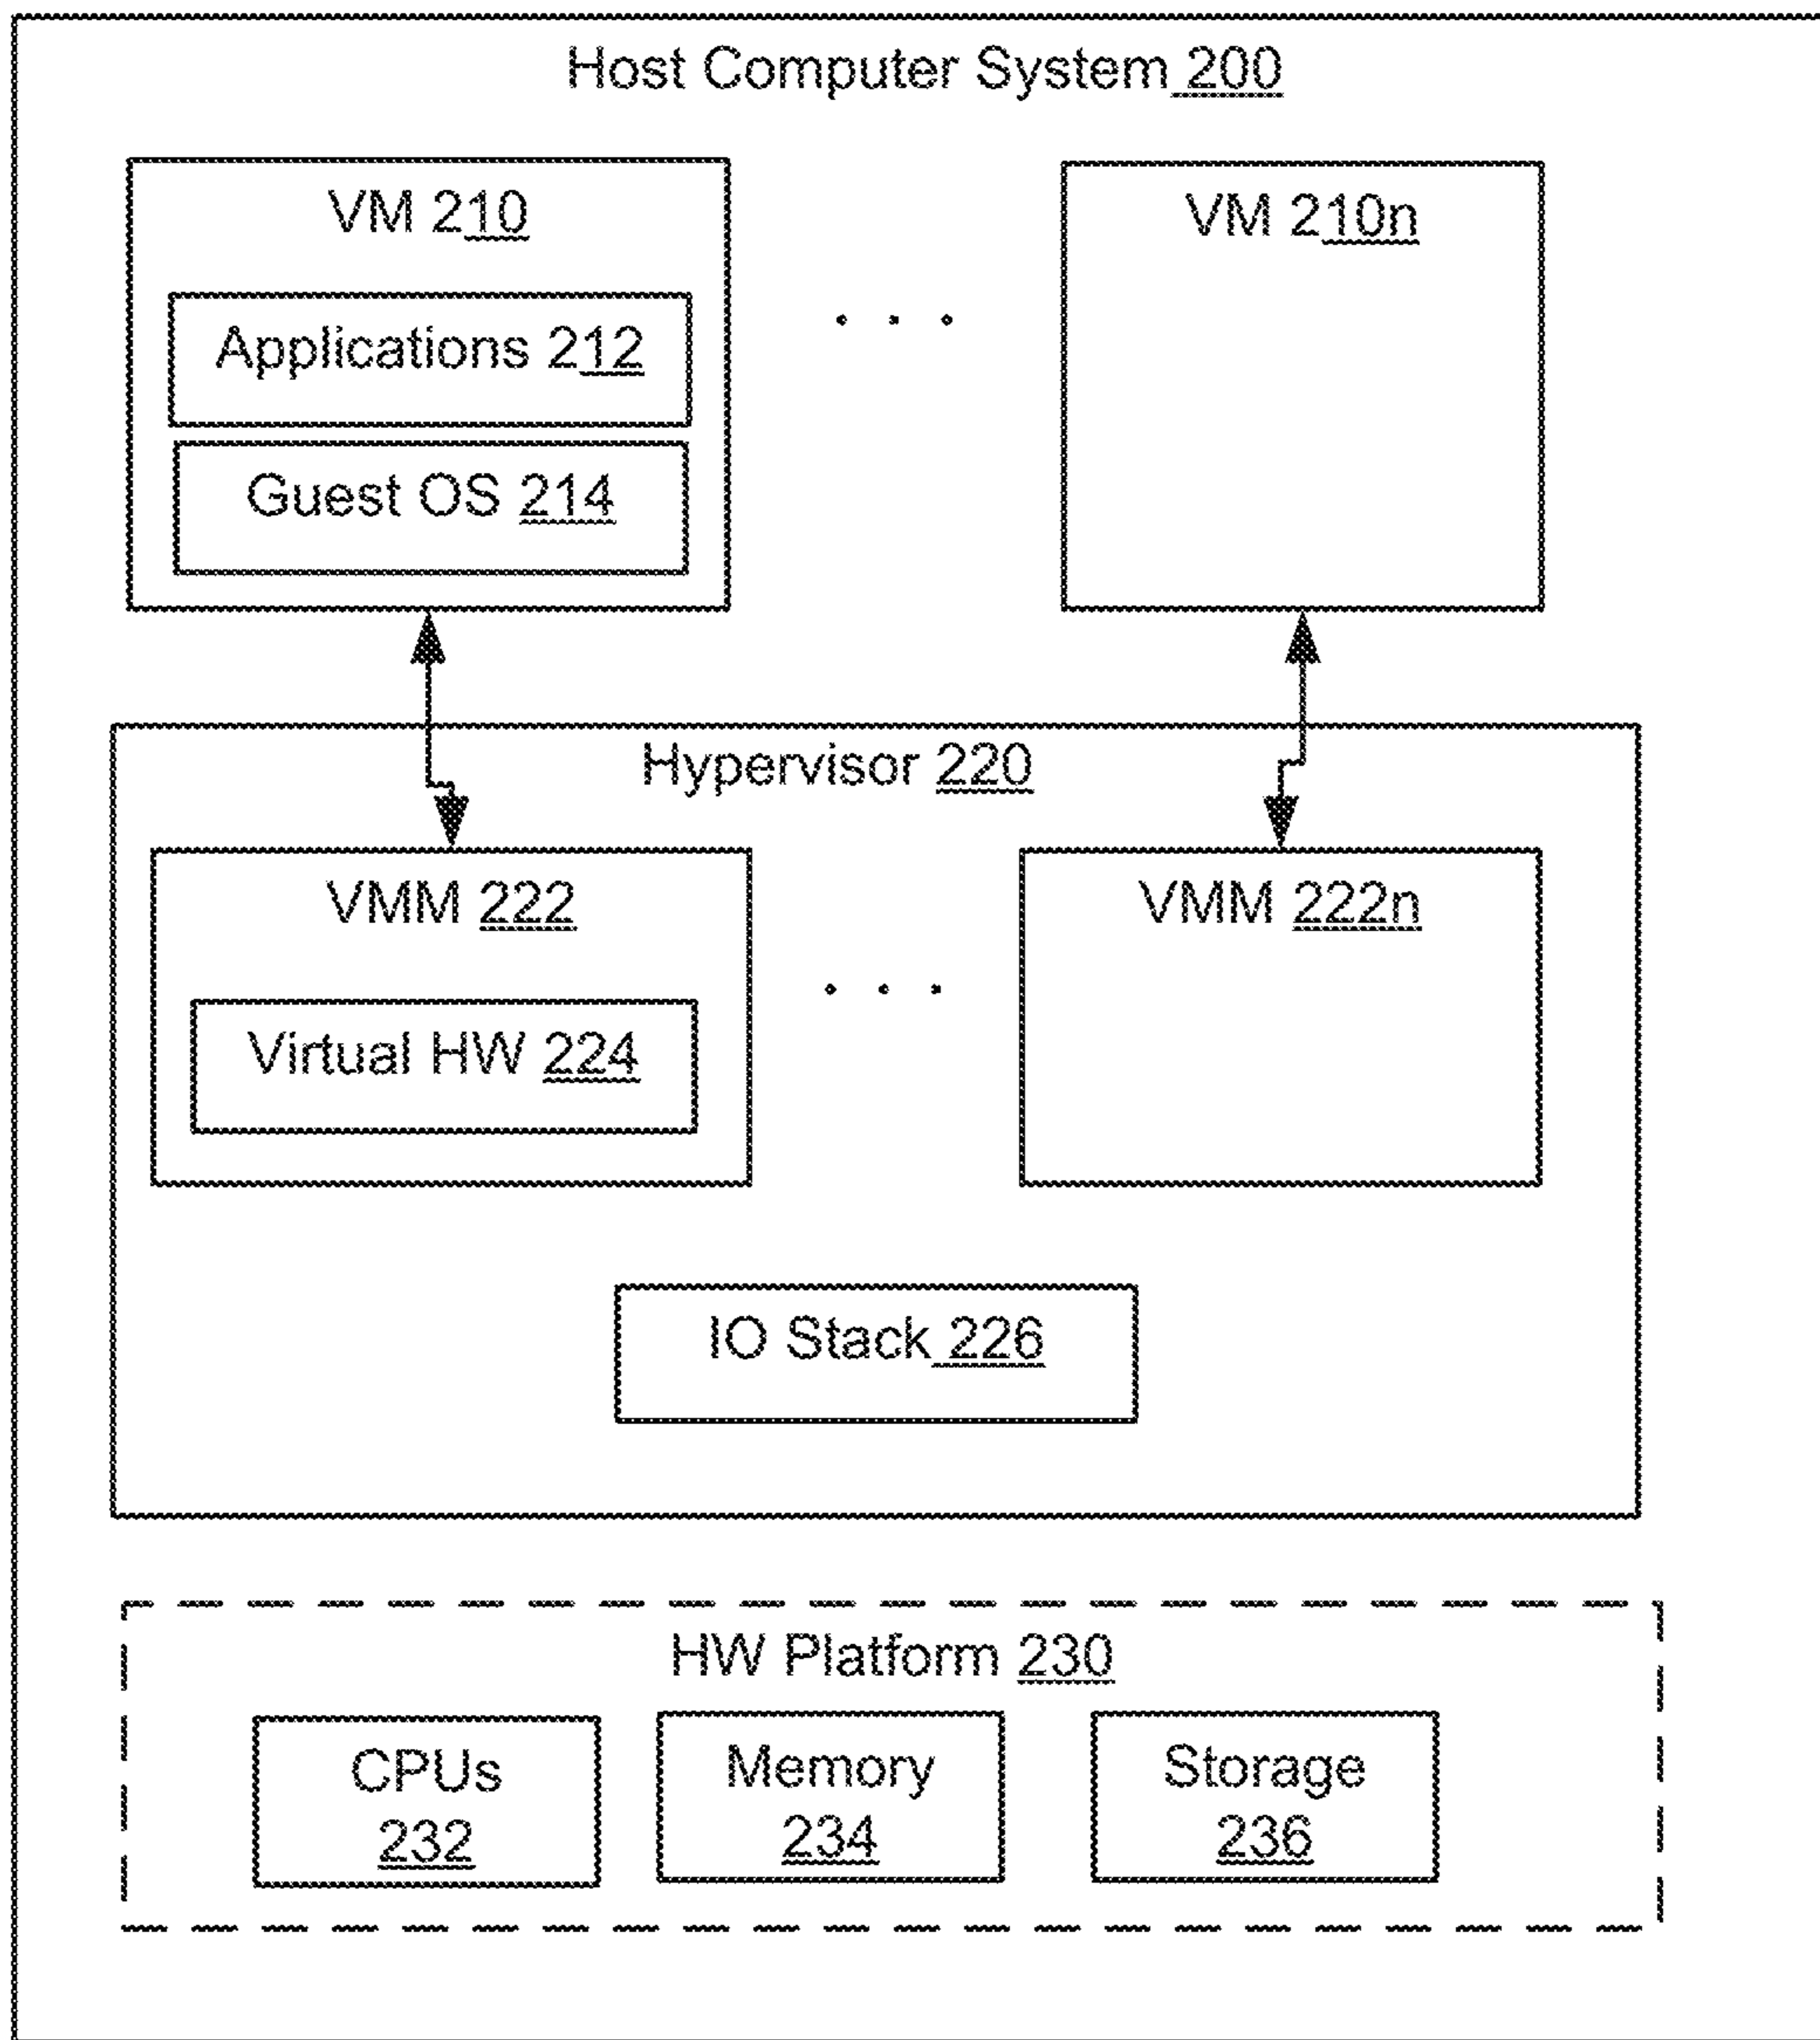 Host Computer System 200
VM 210
VM 210n
Applications 212
Guest OS 214
Hypervisor 220
VMM 222
VMM 222n
Virtual HW 224
IO Stack 226
HW Platform 230
CPUs
232
Memory
234
Storage
236